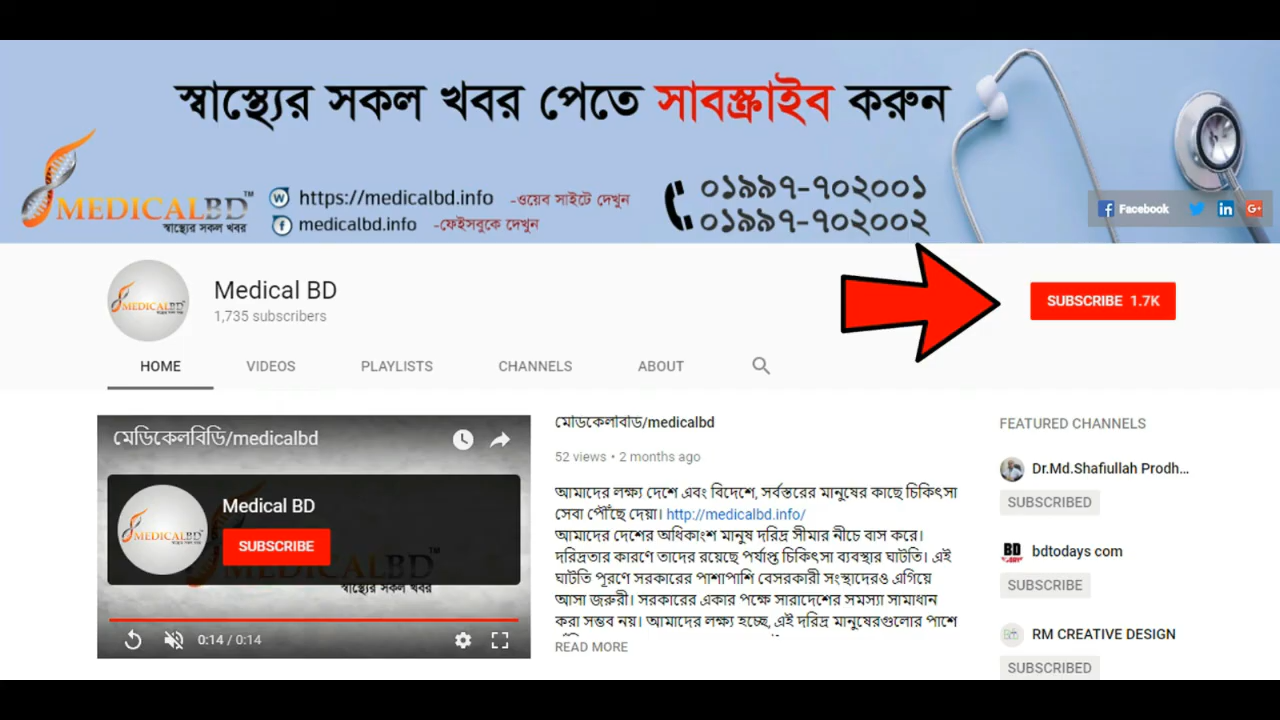 স্বাস্থ্যের সকল খবর পেতে সাবস্ক্রাইব করুন
MEDICALBD™
স্বাস্থ্যের সকল খবর
https://medicalbd.info -ওয়েব সাইটে দেখুন
medicalbd.info -ফেইসবুকে দেখুন
০১৯৯৭-৭০২০০১
০১৯৯৭-৭০২০০২
Facebook
Medical BD
1,735 subscribers
SUBSCRIBE 1.7K
HOME VIDEOS PLAYLISTS CHANNELS ABOUT
মেডিকেলবিডি/medicalbd
Medical BD
SUBSCRIBE
MEDICALBD™
স্বাস্থ্যের সকল খবর
0:14 / 0:14
/medicalbd
52 views • 2 months ago
আমাদের লক্ষ্য দেশে এবং বিদেশে, সর্বস্তরের মানুষের কাছে চিকিৎসা
সেবা পৌঁছে দেয়া। http://medicalbd.info/
আমাদের দেশের অধিকাংশ মানুষ দরিদ্র সীমার নীচে বাস করে।
দরিদ্রতার কারণে তাদের রয়েছে পর্যাপ্ত চিকিৎসা ব্যবস্থার ঘাটতি। এই
ঘাটতি পূরণে সরকারের পাশাপাশি বেসরকারী সংস্থাদেরও এগিয়ে
আসা জরুরী। সরকারের একার পক্ষে সারাদেশের সমস্যা সামাধান
করা সম্ভব নয়। আমাদের লক্ষ্য হচ্ছে, এই দরিদ্র মানুষেরগুলোর পাশে
READ MORE
FEATURED CHANNELS
Dr.Md.Shafiullah Prodh...
SUBSCRIBED
bdtodays com
SUBSCRIBE
RM CREATIVE DESIGN
SUBSCRIBED